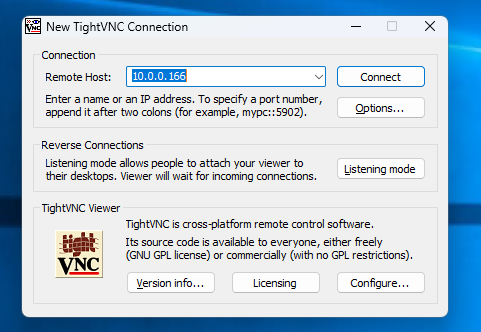 New TightVNC Connection
Connection
Remote Host:
10.0.0.166
Connect
Enter a name or an IP address. To specify a port number,
append it after two colons (for example, mypc::5902).
Options...
Reverse Connections
Listening mode allows people to attach your viewer to
their desktops. Viewer will wait for incoming connections.
Listening mode
TightVNC Viewer
tight
VNC
TightVNC is cross-platform remote control software.
Its source code is available to everyone, either freely
(GNU GPL license) or commercially (with no GPL restrictions).
Version info...
Licensing
Configure...